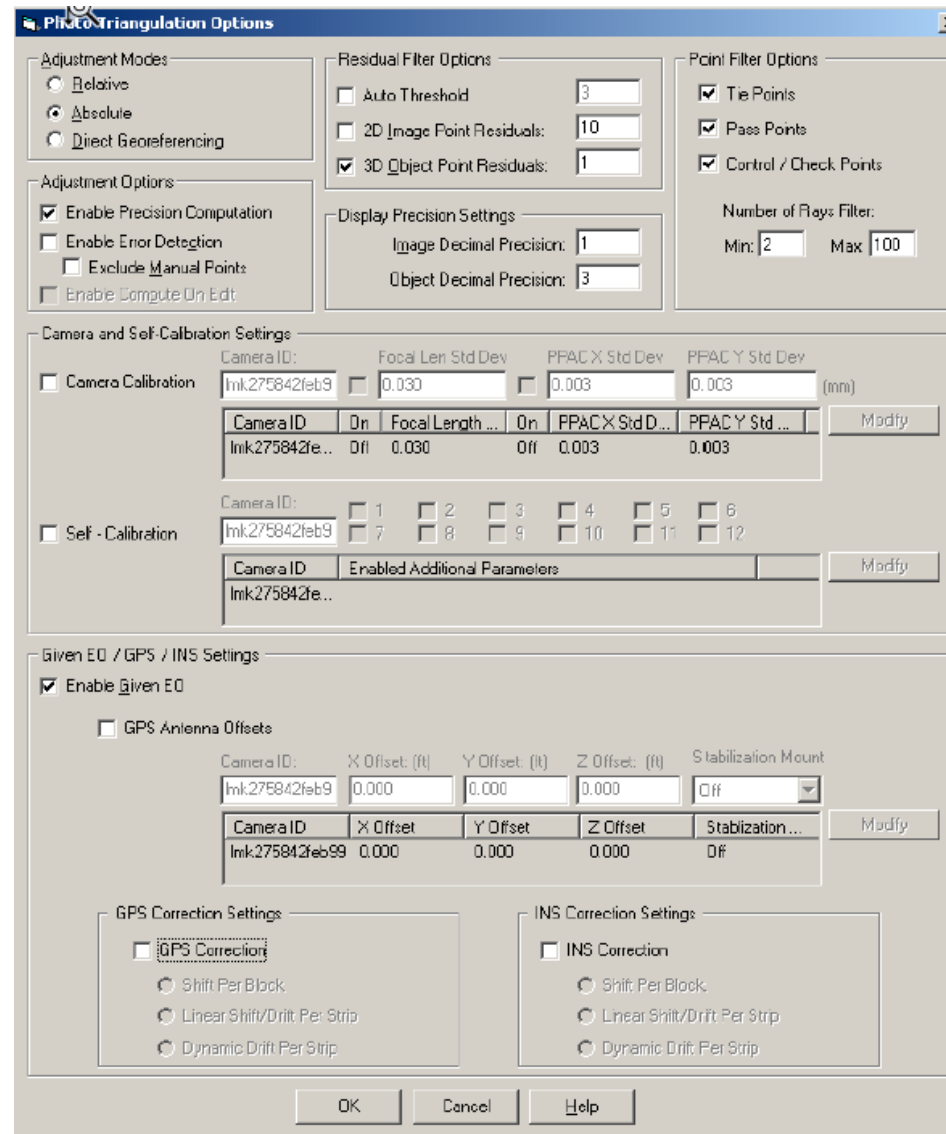 Photo Triangulation Options
Adjustment Modes
Relative
Absolute
Direct Georeferencing
Adjustment Options
Enable Precision Computation
Enable Error Detection
Exclude Manual Points
Enable Compute On Edit
Residual Filter Options
Auto Threshold 3
2D Image Point Residuals: 10
3D Object Point Residuals: 1
Display Precision Settings
Image Decimal Precision: 1
Object Decimal Precision: 3
Point Filter Options
Tie Points
Pass Points
Control / Check Points
Number of Rays Filter:
Min: 2 Max 100
Camera and Self-Calibration Settings
Camera ID: Focal Len Std Dev PPAC X Std Dev PPAC Y Std Dev
Camera Calibration lmk275842feb9 0.030 0.003 0.003 (mm)
Camera ID On Focal Length ... On PPAC X Std D... PPAC Y Std ... Modify
lmk275842fe... Off 0.030 Off 0.003 0.003
Camera ID: 1 2 3 4 5 6
Self - Calibration lmk275842feb9 7 8 9 10 11 12
Camera ID Enabled Additional Parameters Modify
lmk275842fe...
Given EO / GPS / INS Settings
Enable Given EO
GPS Antenna Offsets
Camera ID: X Offset: (ft) Y Offset: (ft) Z Offset: (ft) Stabilization Mount
lmk275842feb9 0.000 0.000 0.000 Off
Camera ID X Offset Y Offset Z Offset Stablization ... Modify
lmk275842feb99 0.000 0.000 0.000 Off
GPS Correction Settings
GPS Correction
Shift Per Block
Linear Shift/Drift Per Strip
Dynamic Drift Per Strip
INS Correction Settings
INS Correction
Shift Per Block
Linear Shift/Drift Per Strip
Dynamic Drift Per Strip
OK Cancel Help